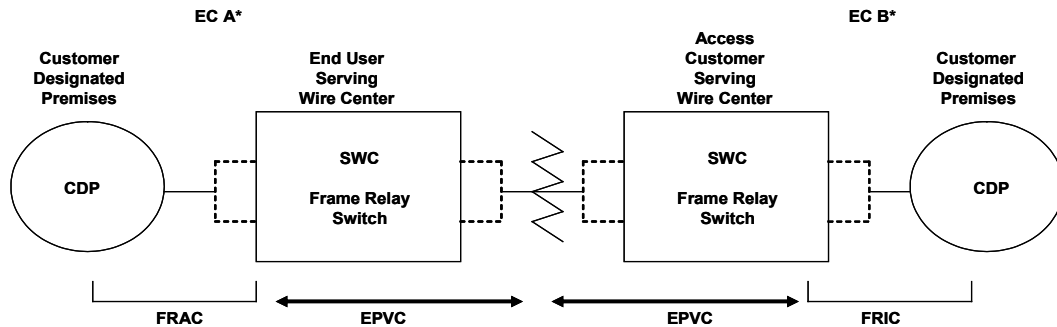 EC A*
EC B*
Customer
Designated
Premises
End User
Serving
Wire Center
Access
Customer
Serving
Wire Center
Customer
Designated
Premises
CDP
SWC
Frame Relay
Switch
SWC
Frame Relay
Switch
CDP
FRAC
EPVC
EPVC
FRIC